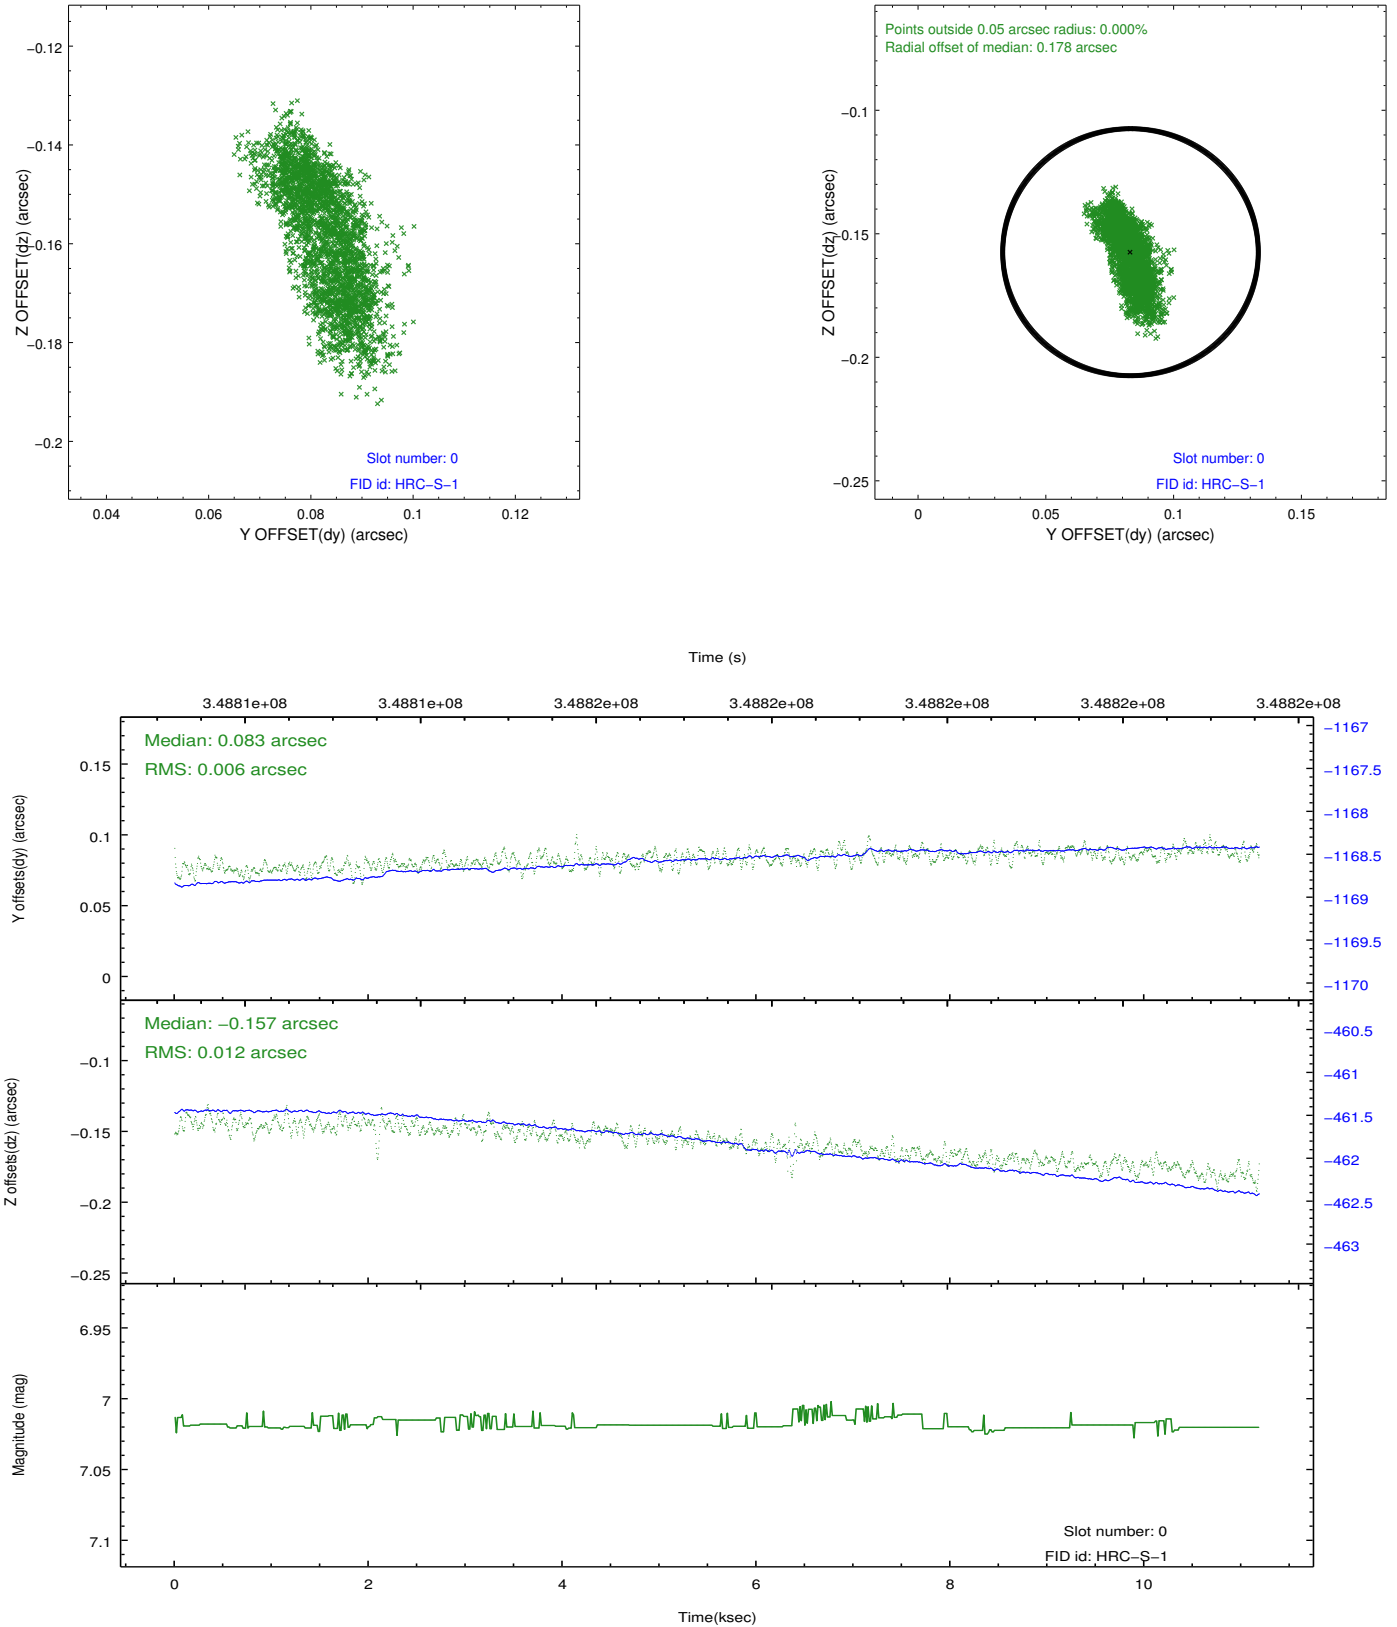 −0.12
−0.14
−0.16
−0.18
−0.2
Z OFFSET(dz) (arcsec)
Slot number: 0
FID id: HRC−S−1
0.04 0.06 0.08 0.1 0.12
Y OFFSET(dy) (arcsec)
Points outside 0.05 arcsec radius: 0.000%
Radial offset of median: 0.178 arcsec
−0.1
−0.15
−0.2
−0.25
Z OFFSET(dz) (arcsec)
Slot number: 0
FID id: HRC−S−1
0 0.05 0.1 0.15
Y OFFSET(dy) (arcsec)
Time (s)
3.4881e+08 3.4881e+08 3.4882e+08 3.4882e+08 3.4882e+08 3.4882e+08 3.4882e+08
Median: 0.083 arcsec
RMS: 0.006 arcsec
0.15
0.1
0.05
0
Y offsets(dy) (arcsec)
−1167
−1167.5
−1168
−1168.5
−1169
−1169.5
−1170
Median: −0.157 arcsec
RMS: 0.012 arcsec
−0.1
−0.15
−0.2
−0.25
Z offsets(dz) (arcsec)
−460.5
−461
−461.5
−462
−462.5
−463
6.95
7
7.05
7.1
Magnitude (mag)
Slot number: 0
FID id: HRC−S−1
0 2 4 6 8 10
Time(ksec)